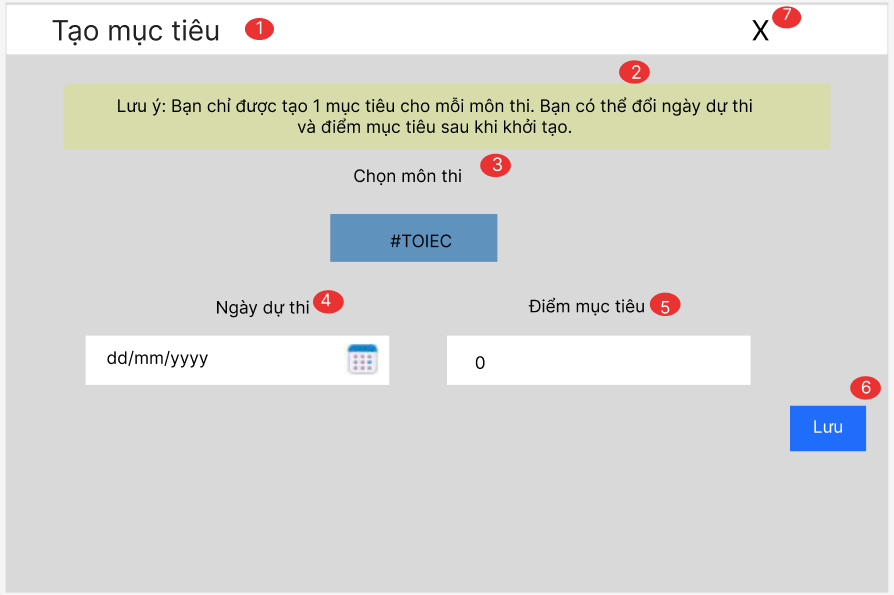 Tạo mục tiêu 1 X 7
2
Lưu ý: Bạn chỉ được tạo 1 mục tiêu cho mỗi môn thi. Bạn có thể đổi ngày dự thi
và điểm mục tiêu sau khi khởi tạo.
Chọn môn thi 3
#TOIEC
Ngày dự thi 4
Điểm mục tiêu 5
dd/mm/yyyy
0
6
Lưu